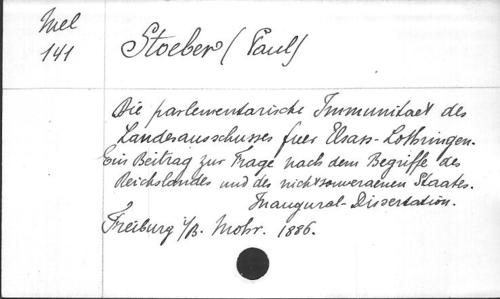 Mel
141
Stoeber (Paul)
Die parlementarische Immunitaet des
Landesausschusses fuer Elsass-Lothringen.
Ein Beitrag zur Frage nach dem Begriffe des
Reichslandes und des nichtsouveraenen Staates.
Inaugural-Dissertation.
Freiburg i/B. Mohr. 1886.